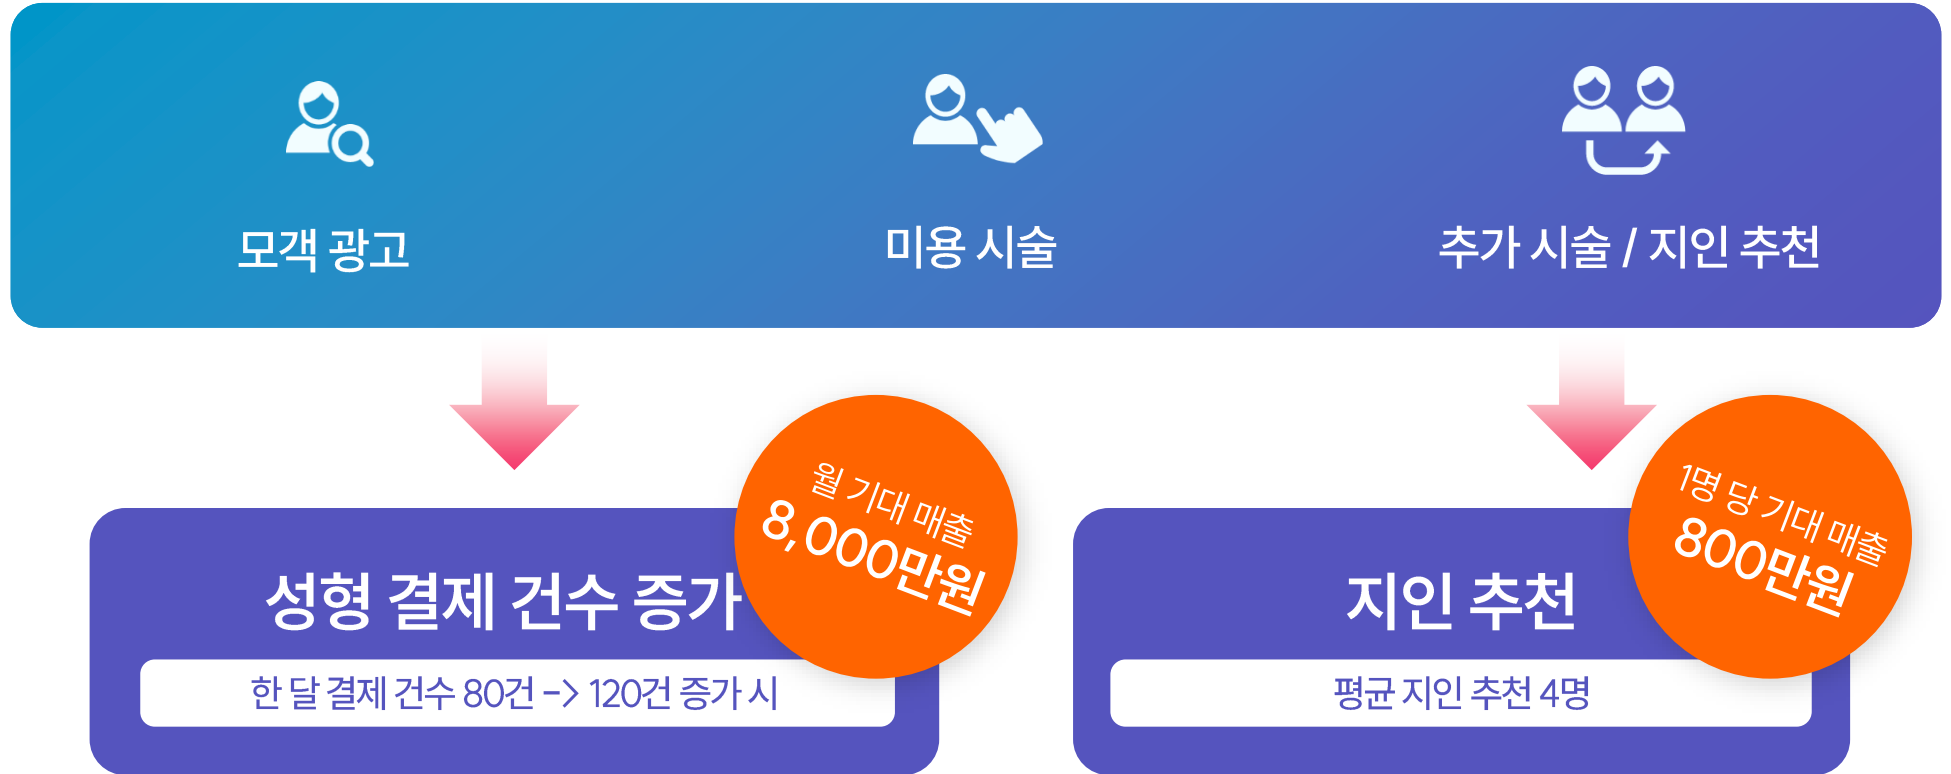 모객 광고
미용 시술
추가 시술 / 지인 추천
월 기대 매출
8,000만원
성형 결제 건수 증가
한 달 결제 건수 80건 -> 120건 증가 시
1명 당 기대 매출
800만원
지인 추천
평균 지인 추천 4명